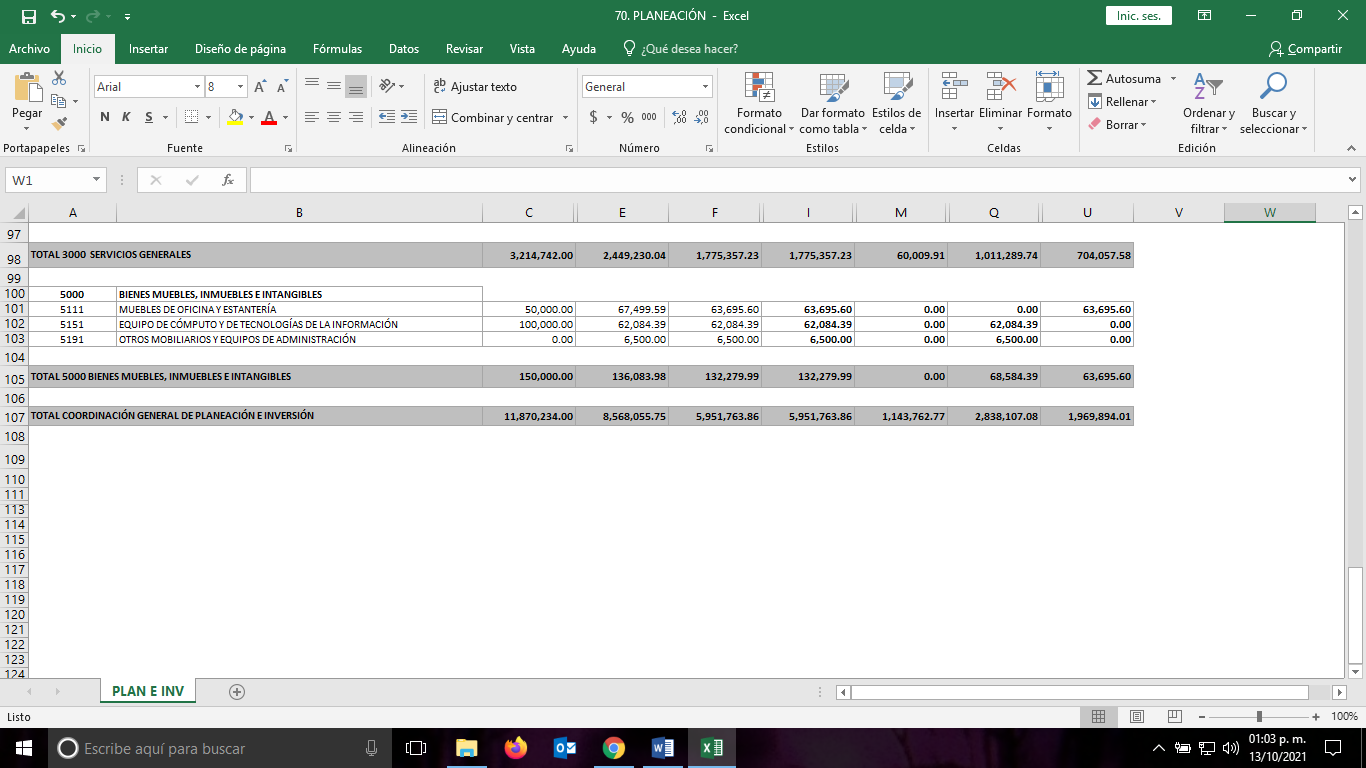 70. PLANEACIÓN - Excel
Inic. ses.
Archivo Inicio Insertar Diseño de página Fórmulas Datos Revisar Vista Ayuda ¿Qué desea hacer? Compartir
Pegar
Portapapeles
Arial 8
N K S
Fuente
Ajustar texto
Combinar y centrar
Alineación
General
$ % 000
Número
Formato condicional
Dar formato como tabla
Estilos de celda
Estilos
Insertar Eliminar Formato
Celdas
Autosuma
Rellenar
Borrar
Ordenar y filtrar
Buscar y seleccionar
Edición
W1 fx
A B C E F I M Q U V W
97
98 TOTAL 3000 SERVICIOS GENERALES 3,214,742.00 2,449,230.04 1,775,357.23 1,775,357.23 60,009.91 1,011,289.74 704,057.58
99
100 5000 BIENES MUEBLES, INMUEBLES E INTANGIBLES
101 5111 MUEBLES DE OFICINA Y ESTANTERÍA 50,000.00 67,499.59 63,695.60 63,695.60 0.00 0.00 63,695.60
102 5151 EQUIPO DE CÓMPUTO Y DE TECNOLOGÍAS DE LA INFORMACIÓN 100,000.00 62,084.39 62,084.39 62,084.39 0.00 62,084.39 0.00
103 5191 OTROS MOBILIARIOS Y EQUIPOS DE ADMINISTRACIÓN 0.00 6,500.00 6,500.00 6,500.00 0.00 6,500.00 0.00
104
105 TOTAL 5000 BIENES MUEBLES, INMUEBLES E INTANGIBLES 150,000.00 136,083.98 132,279.99 132,279.99 0.00 68,584.39 63,695.60
106
107 TOTAL COORDINACIÓN GENERAL DE PLANEACIÓN E INVERSIÓN 11,870,234.00 8,568,055.75 5,951,763.86 5,951,763.86 1,143,762.77 2,838,107.08 1,969,894.01
108
109
110
111
113
114
115
116
117
118
119
120
121
122
123
124
PLAN E INV
Listo 100%
Escribe aquí para buscar
01:03 p. m.
13/10/2021